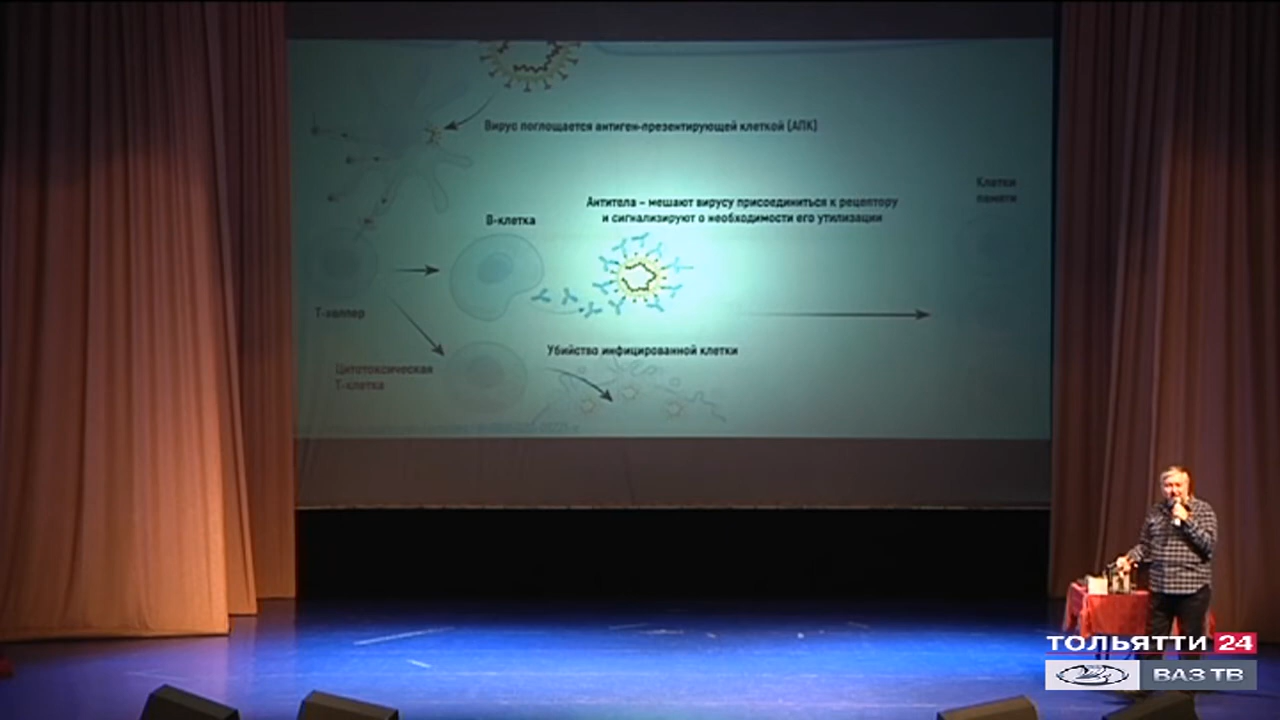 Вирус поглощается антиген-презентирующей клеткой (АПК)
Клетки
памяти
Антитела – мешают вирусу присоединиться к рецептору
и сигнализируют о необходимости его утилизации
В-клетка
Т-хелпер
Убийство инфицированной клетки
Цитотоксическая
Т-клетка
ТОЛЬЯТТИ 24
ВАЗ ТВ